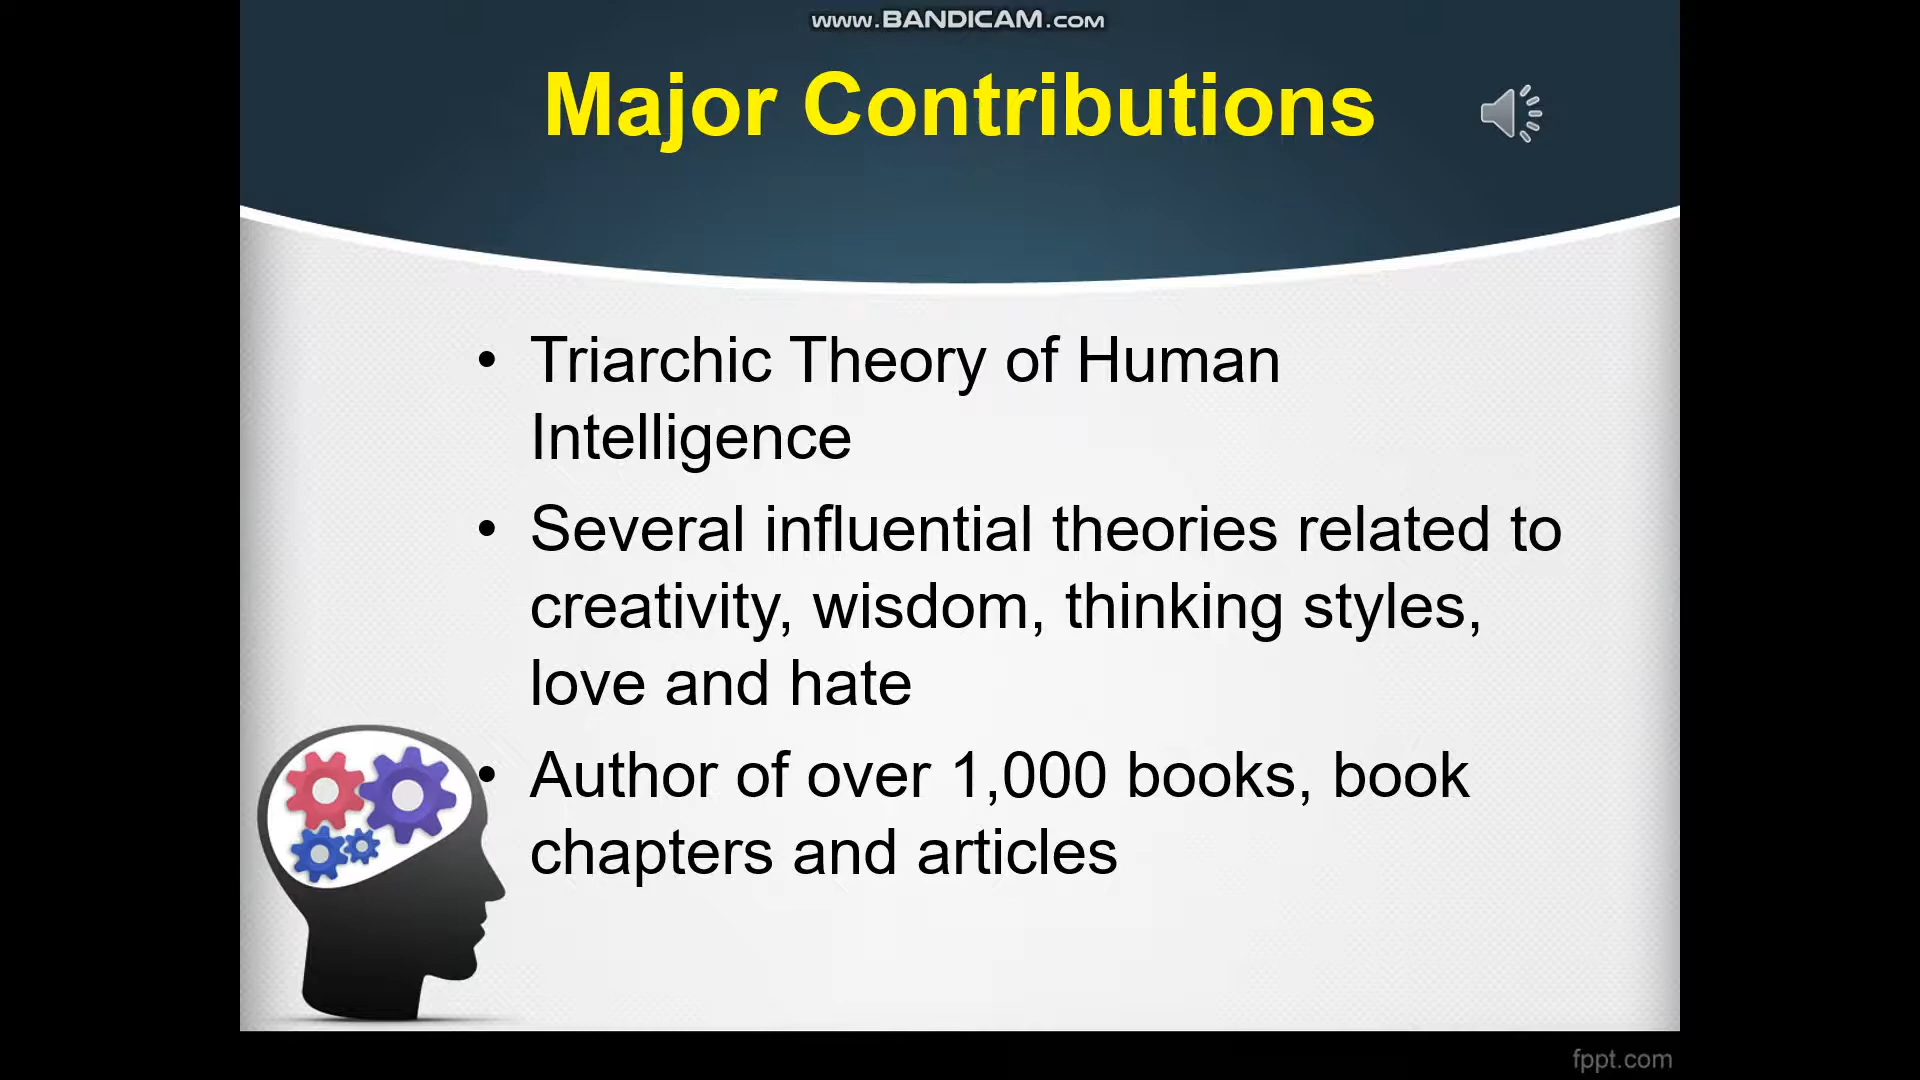 www.BANDICAM.com
Major Contributions
• Triarchic Theory of Human
Intelligence
• Several influential theories related to
creativity, wisdom, thinking styles,
love and hate
• Author of over 1,000 books, book
chapters and articles
fppt.com